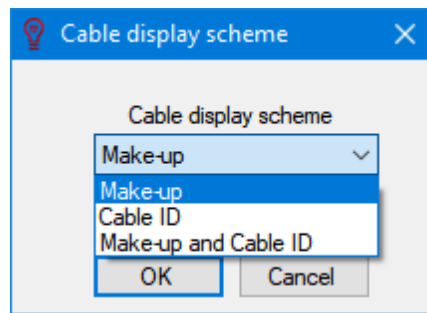 Cable display scheme
Cable display scheme
Make-up
Make-up
Cable ID
Make-up and Cable ID
OK Cancel